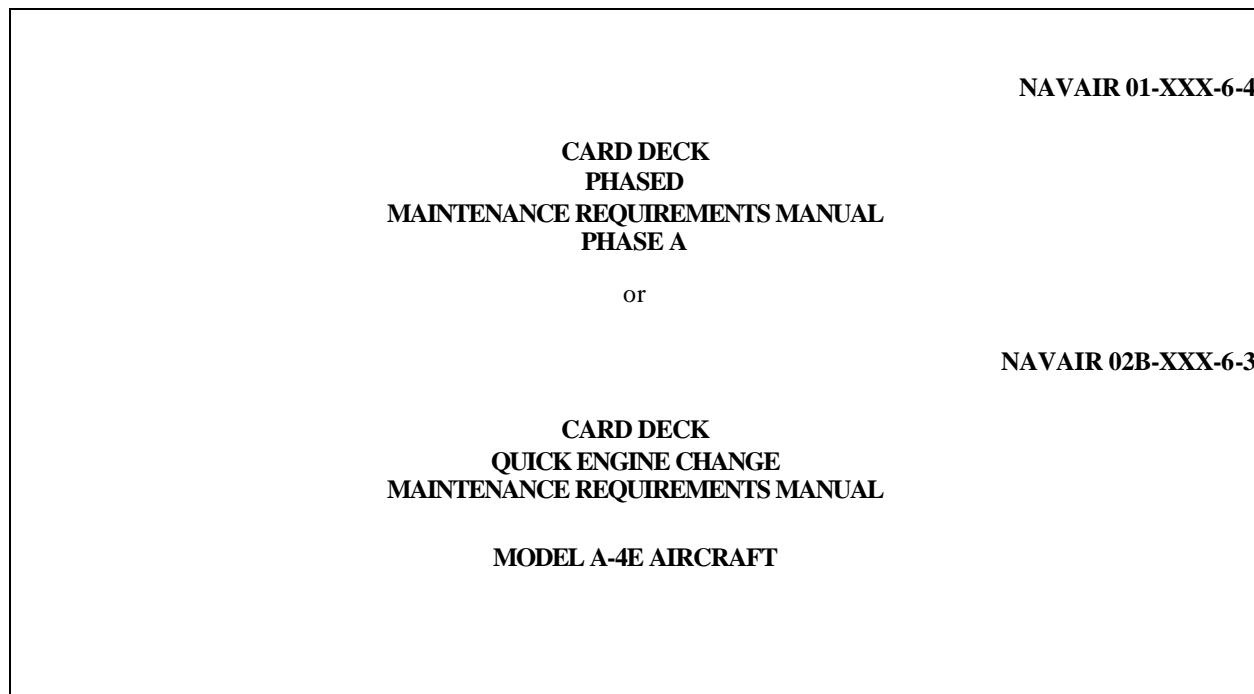 NAVAIR 01-XXX-6-4
CARD DECK
PHASED
MAINTENANCE REQUIREMENTS MANUAL
PHASE A
or
NAVAIR 02B-XXX-6-3
CARD DECK
QUICK ENGINE CHANGE
MAINTENANCE REQUIREMENTS MANUAL
MODEL A-4E AIRCRAFT